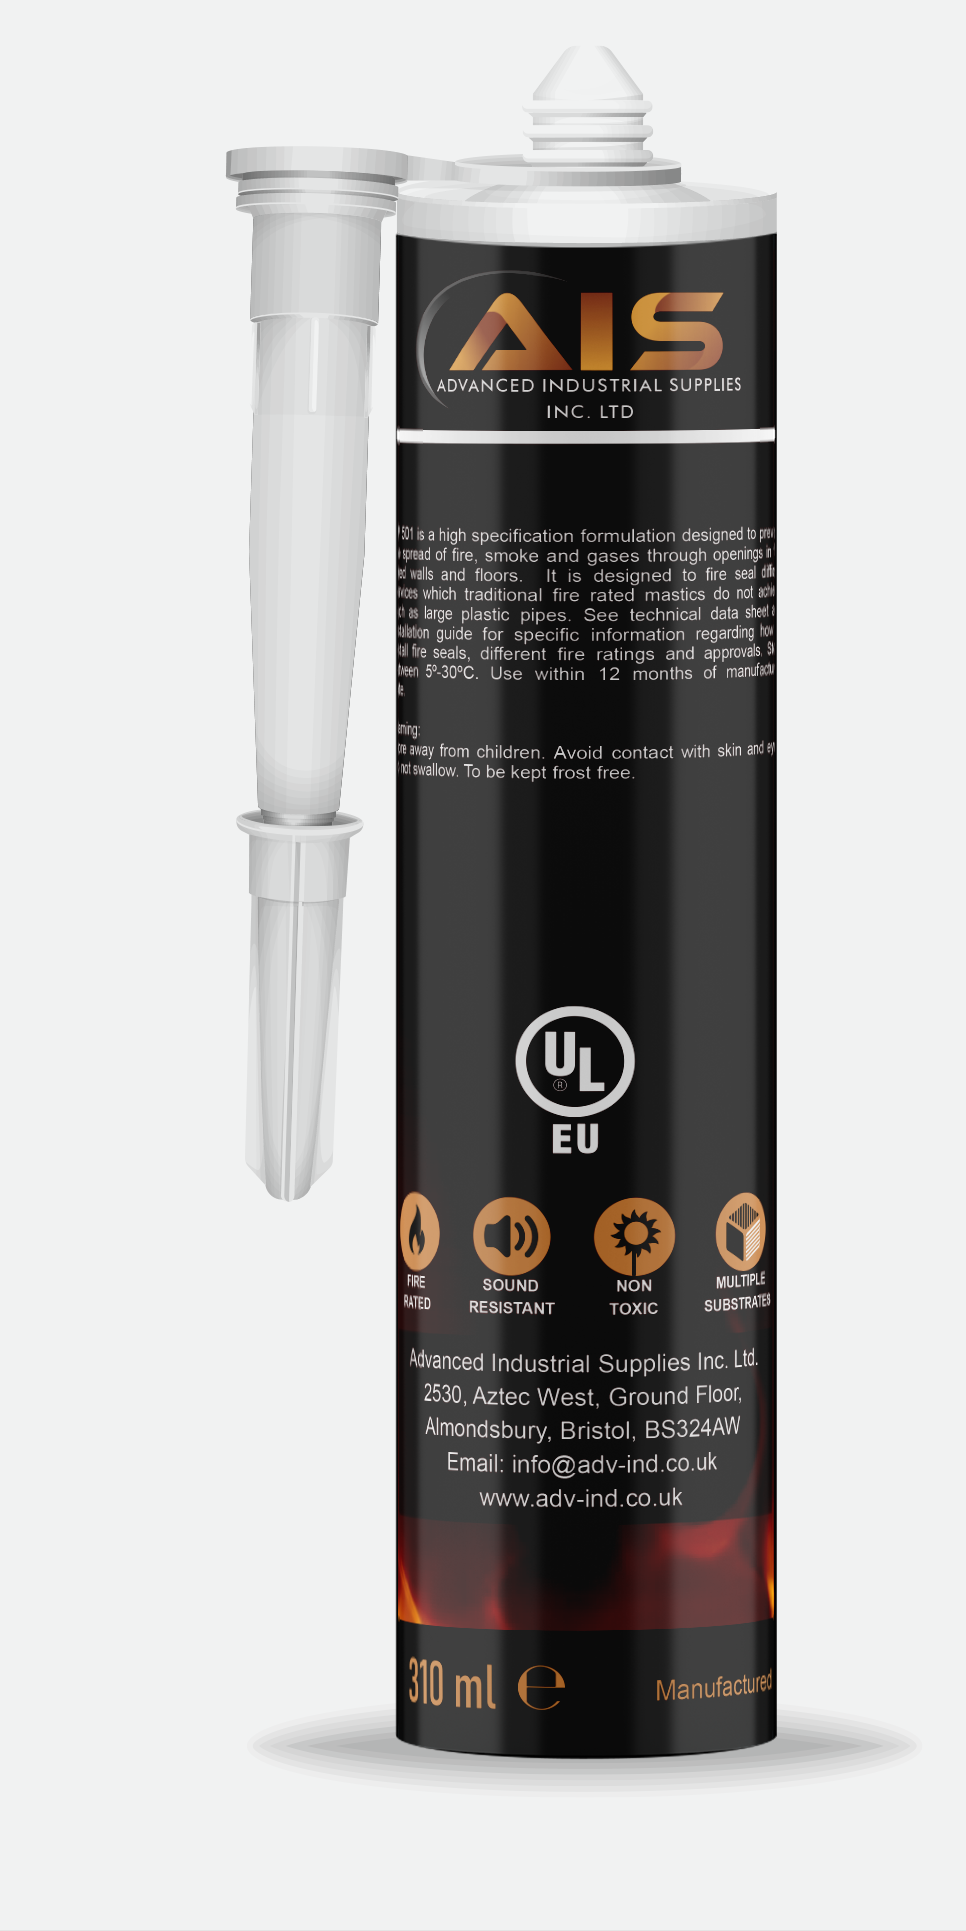 AIS
ADVANCED INDUSTRIAL SUPPLIES
INC. LTD
501 is a high specification formulation designed to
spread of fire, smoke and gases through openings in
walls and floors. It is designed to fire seal
which traditional fire rated mastics do not
as large plastic pipes. See technical data sheet
guide for specific information regarding how
fire seals, different fire ratings and approvals.
5º-30ºC. Use within 12 months of
away from children. Avoid contact with skin and
not swallow. To be kept frost free.
UL
®
EU
FIRE
RATED
SOUND
RESISTANT
NON
TOXIC
MULTIPLE
SUBSTRATES
Advanced Industrial Supplies Inc. Ltd.
2530, Aztec West, Ground Floor,
Almondsbury, Bristol, BS324AW
Email: info@adv-ind.co.uk
www.adv-ind.co.uk
310 ml ℮ Manufactured